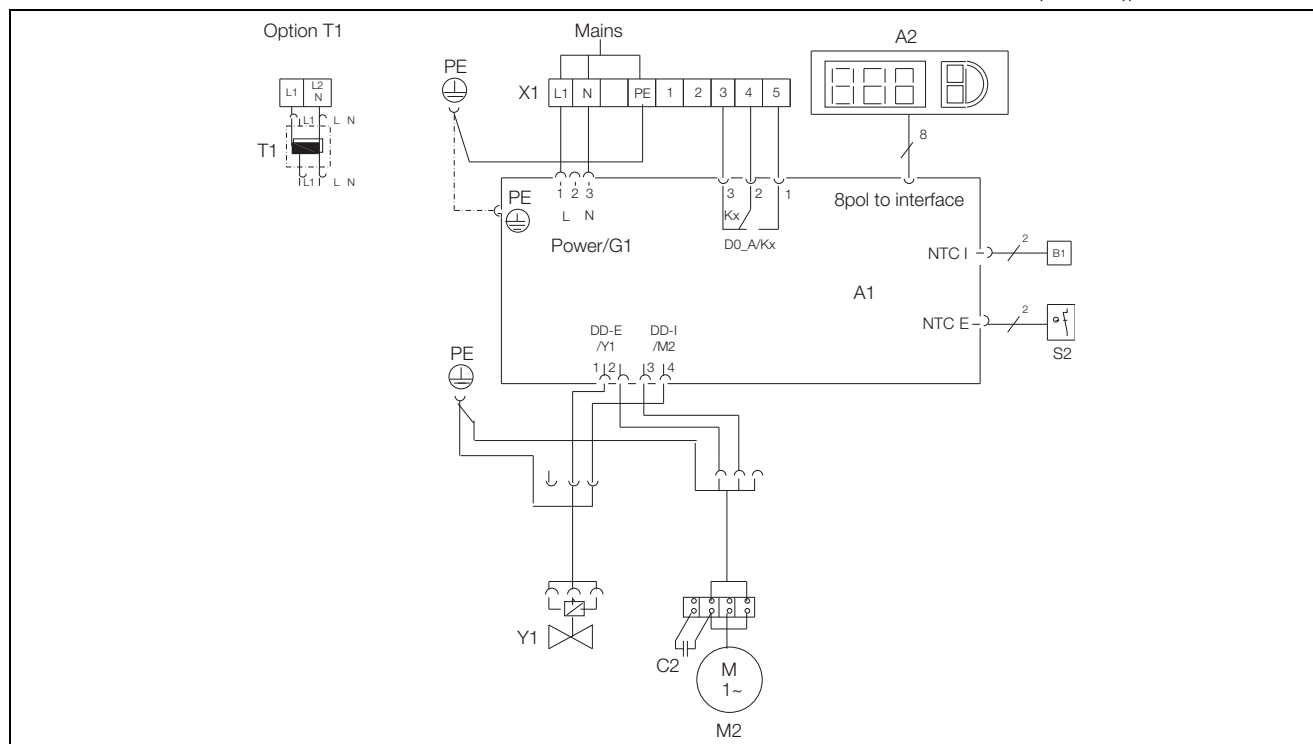 Option T1
Mains
A2
PE
L1
L2
N
X1
L1
N
PE
1
2
3
4
5
L1
L
N
T1
8
L1
L
N
PE
1
2
3
3
2
1
8pol to interface
L
N
Kx
Power/G1
D0_A/Kx
NTC I
2
B1
A1
NTC E
2
S2
DD-E
/Y1
DD-I
/M2
PE
1
2
3
4
Y1
C2
M
1~
M2